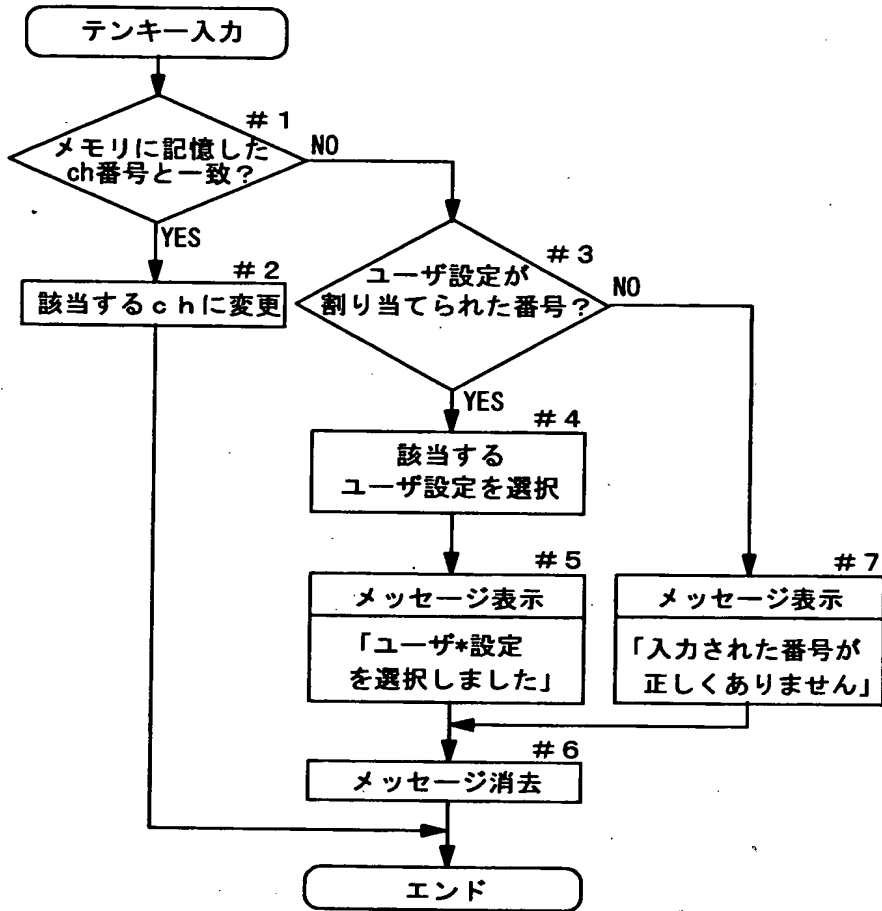 テンキー入力
#1
メモリに記憶した
ch番号と一致?
NO
YES
#2
該当するchに変更
#3
ユーザ設定が
割り当てられた番号?
NO
YES
#4
該当する
ユーザ設定を選択
#5
メッセージ表示
「ユーザ*設定
を選択しました」
#7
メッセージ表示
「入力された番号が
正しくありません」
#6
メッセージ消去
エンド